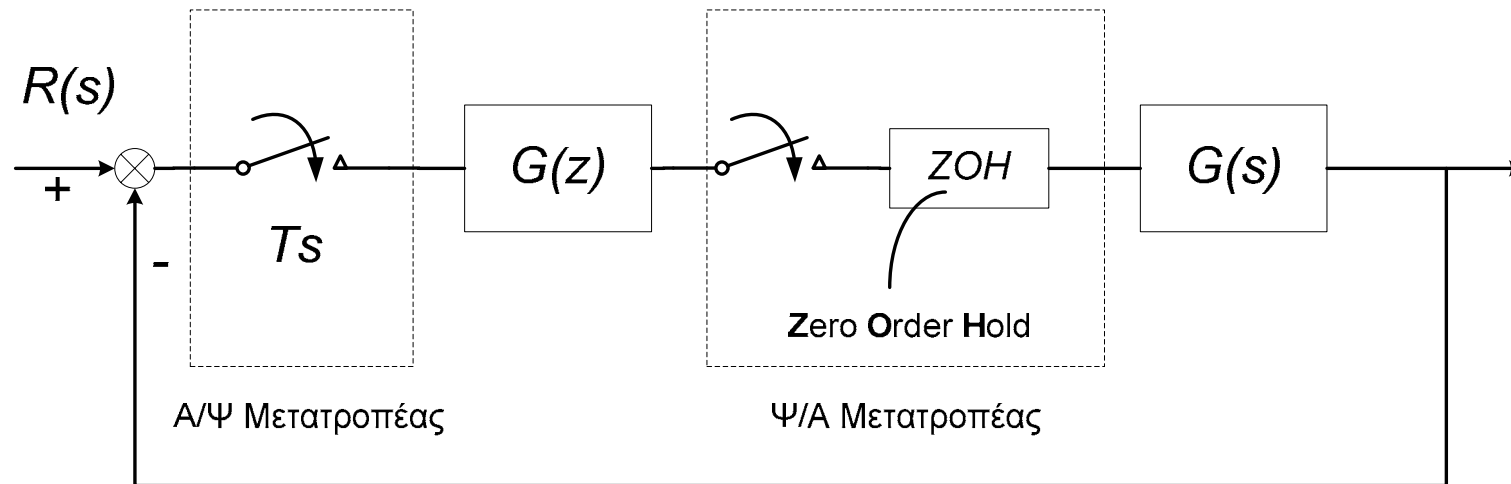 R(s)
+
-
Ts
G(z)
ZOH
G(s)
Zero Order Hold
Α/Ψ Μετατροπέας
Ψ/Α Μετατροπέας